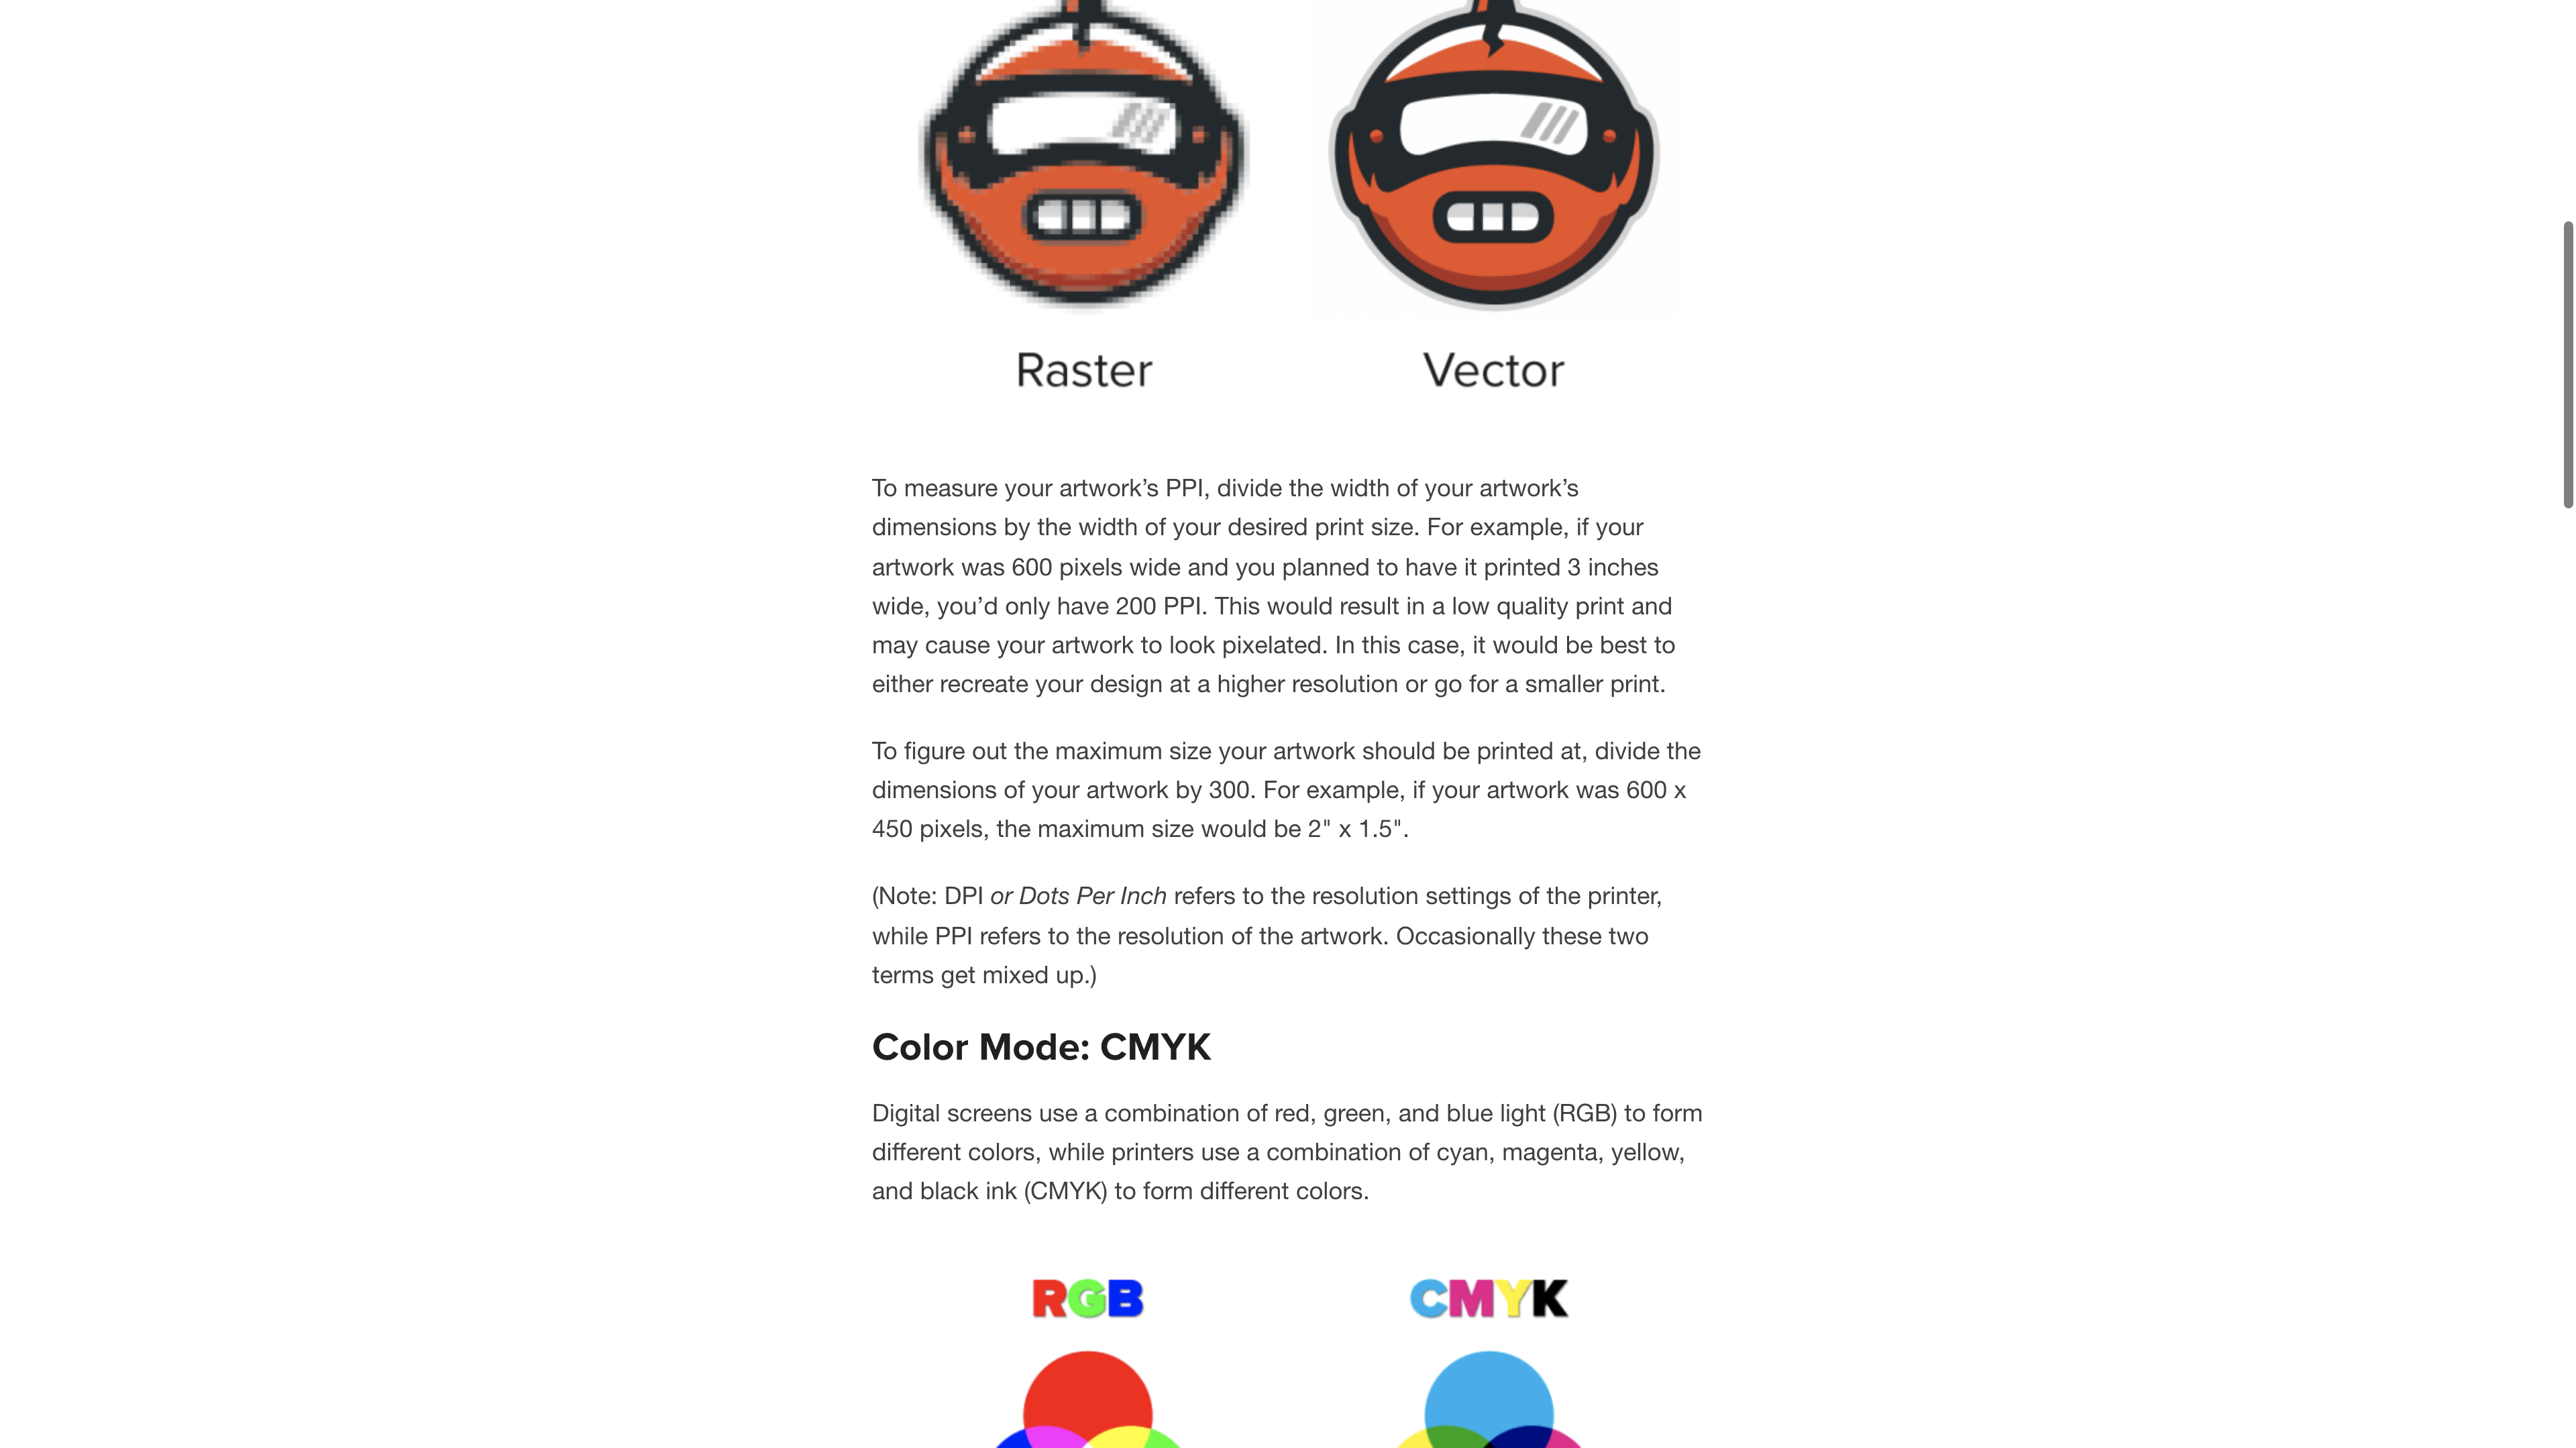 Raster
Vector
To measure your artwork’s PPI, divide the width of your artwork’s
dimensions by the width of your desired print size. For example, if your
artwork was 600 pixels wide and you planned to have it printed 3 inches
wide, you’d only have 200 PPI. This would result in a low quality print and
may cause your artwork to look pixelated. In this case, it would be best to
either recreate your design at a higher resolution or go for a smaller print.
To figure out the maximum size your artwork should be printed at, divide the
dimensions of your artwork by 300. For example, if your artwork was 600 x
450 pixels, the maximum size would be 2" x 1.5".
(Note: DPI or Dots Per Inch refers to the resolution settings of the printer,
while PPI refers to the resolution of the artwork. Occasionally these two
terms get mixed up.)
Color Mode: CMYK
Digital screens use a combination of red, green, and blue light (RGB) to form
different colors, while printers use a combination of cyan, magenta, yellow,
and black ink (CMYK) to form different colors.
RGB
CMYK